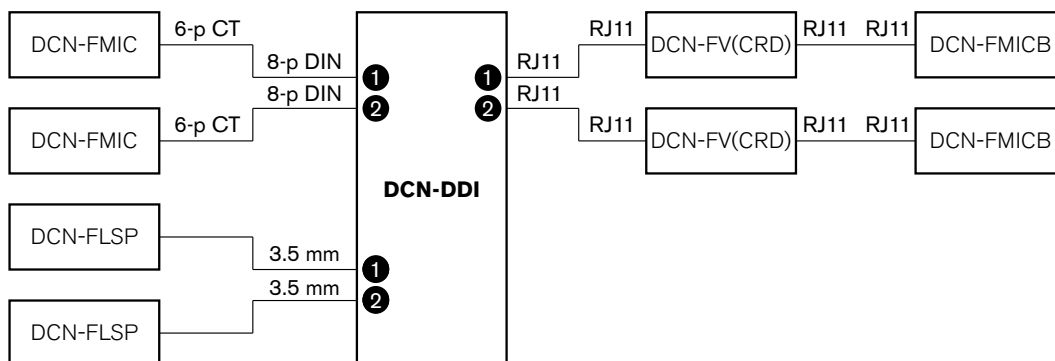 DCN-FMIC 6-p CT 8-p DIN 1 1 RJ11 RJ11 DCN-FV(CRD) RJ11 RJ11 DCN-FMICB
DCN-FMIC 6-p CT 8-p DIN 2 2 RJ11 RJ11 DCN-FV(CRD) RJ11 RJ11 DCN-FMICB
DCN-DDI
DCN-FLSP 3.5 mm 1
DCN-FLSP 3.5 mm 2